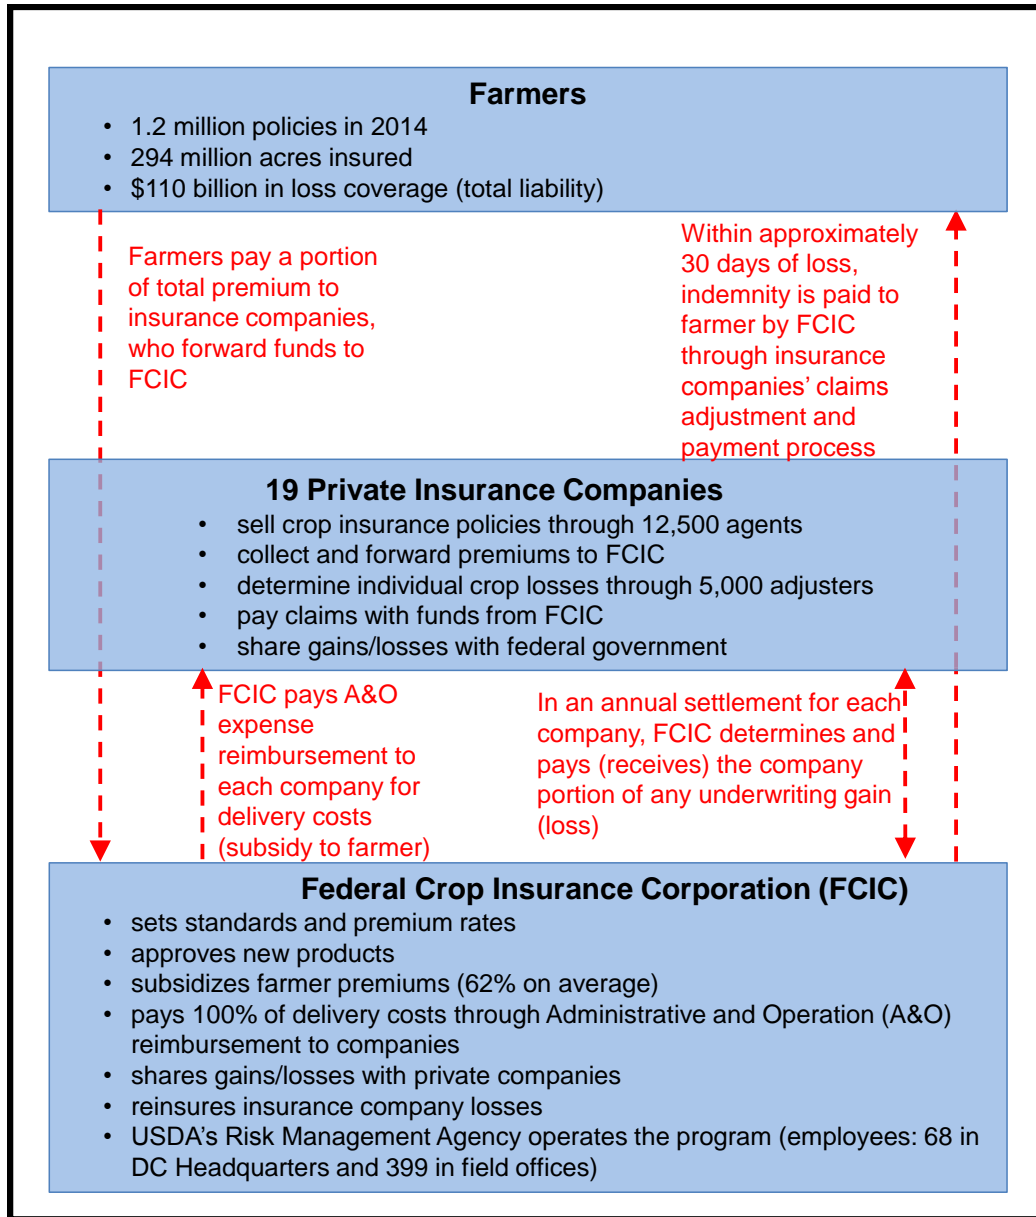 Farmers
• 1.2 million policies in 2014
• 294 million acres insured
• $110 billion in loss coverage (total liability)
Farmers pay a portion
of total premium to
insurance companies,
who forward funds to
FCIC
Within approximately
30 days of loss,
indemnity is paid to
farmer by FCIC
through insurance
companies’ claims
adjustment and
payment process
19 Private Insurance Companies
• sell crop insurance policies through 12,500 agents
• collect and forward premiums to FCIC
• determine individual crop losses through 5,000 adjusters
• pay claims with funds from FCIC
• share gains/losses with federal government
FCIC pays A&O
expense
reimbursement to
each company for
delivery costs
(subsidy to farmer)
In an annual settlement for each
company, FCIC determines and
pays (receives) the company
portion of any underwriting gain
(loss)
Federal Crop Insurance Corporation (FCIC)
• sets standards and premium rates
• approves new products
• subsidizes farmer premiums (62% on average)
• pays 100% of delivery costs through Administrative and Operation (A&O)
reimbursement to companies
• shares gains/losses with private companies
• reinsures insurance company losses
• USDA’s Risk Management Agency operates the program (employees: 68 in
DC Headquarters and 399 in field offices)